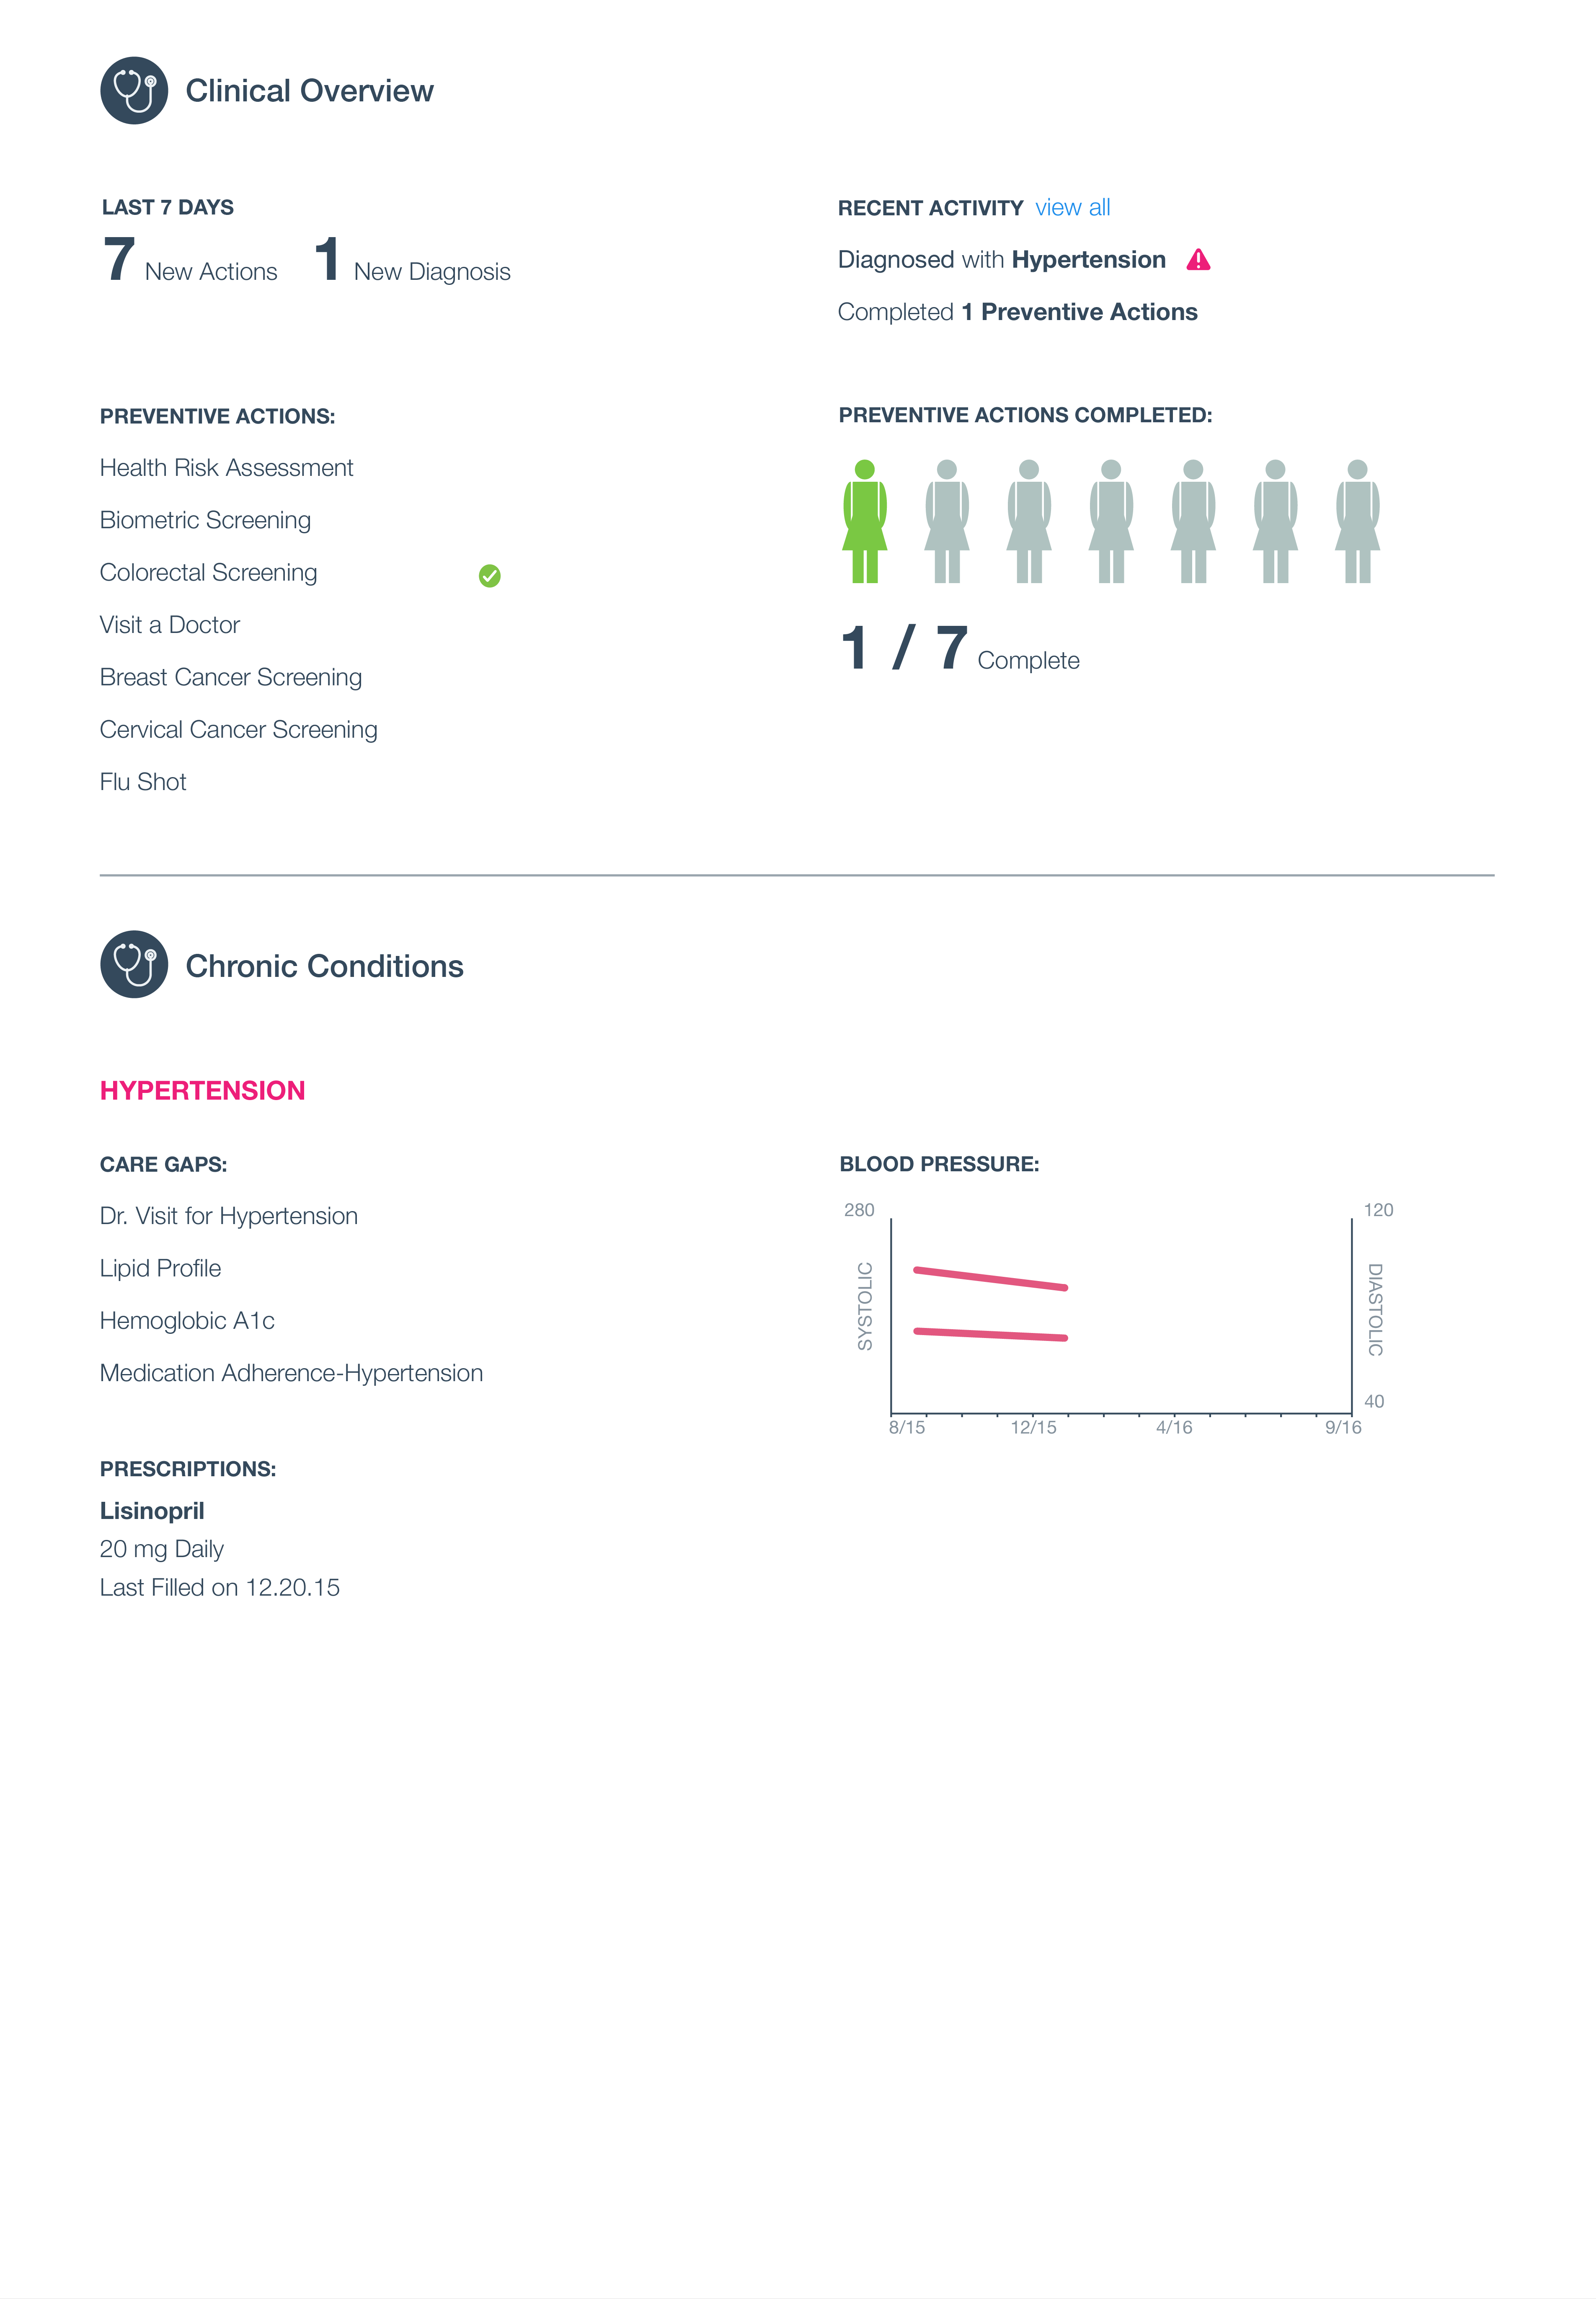 Clinical Overview
LAST 7 DAYS
7 New Actions 1 New Diagnosis
RECENT ACTIVITY view all
Diagnosed with Hypertension
Completed 1 Preventive Actions
PREVENTIVE ACTIONS:
Health Risk Assessment
Biometric Screening
Colorectal Screening
Visit a Doctor
Breast Cancer Screening
Cervical Cancer Screening
Flu Shot
PREVENTIVE ACTIONS COMPLETED:
1 / 7 Complete
Chronic Conditions
HYPERTENSION
CARE GAPS:
Dr. Visit for Hypertension
Lipid Profile
Hemoglobic A1c
Medication Adherence-Hypertension
PRESCRIPTIONS:
Lisinopril
20 mg Daily
Last Filled on 12.20.15
BLOOD PRESSURE:
280
120
SYSTOLIC
DIASTOLIC
40
8/15 12/15 4/16 9/16